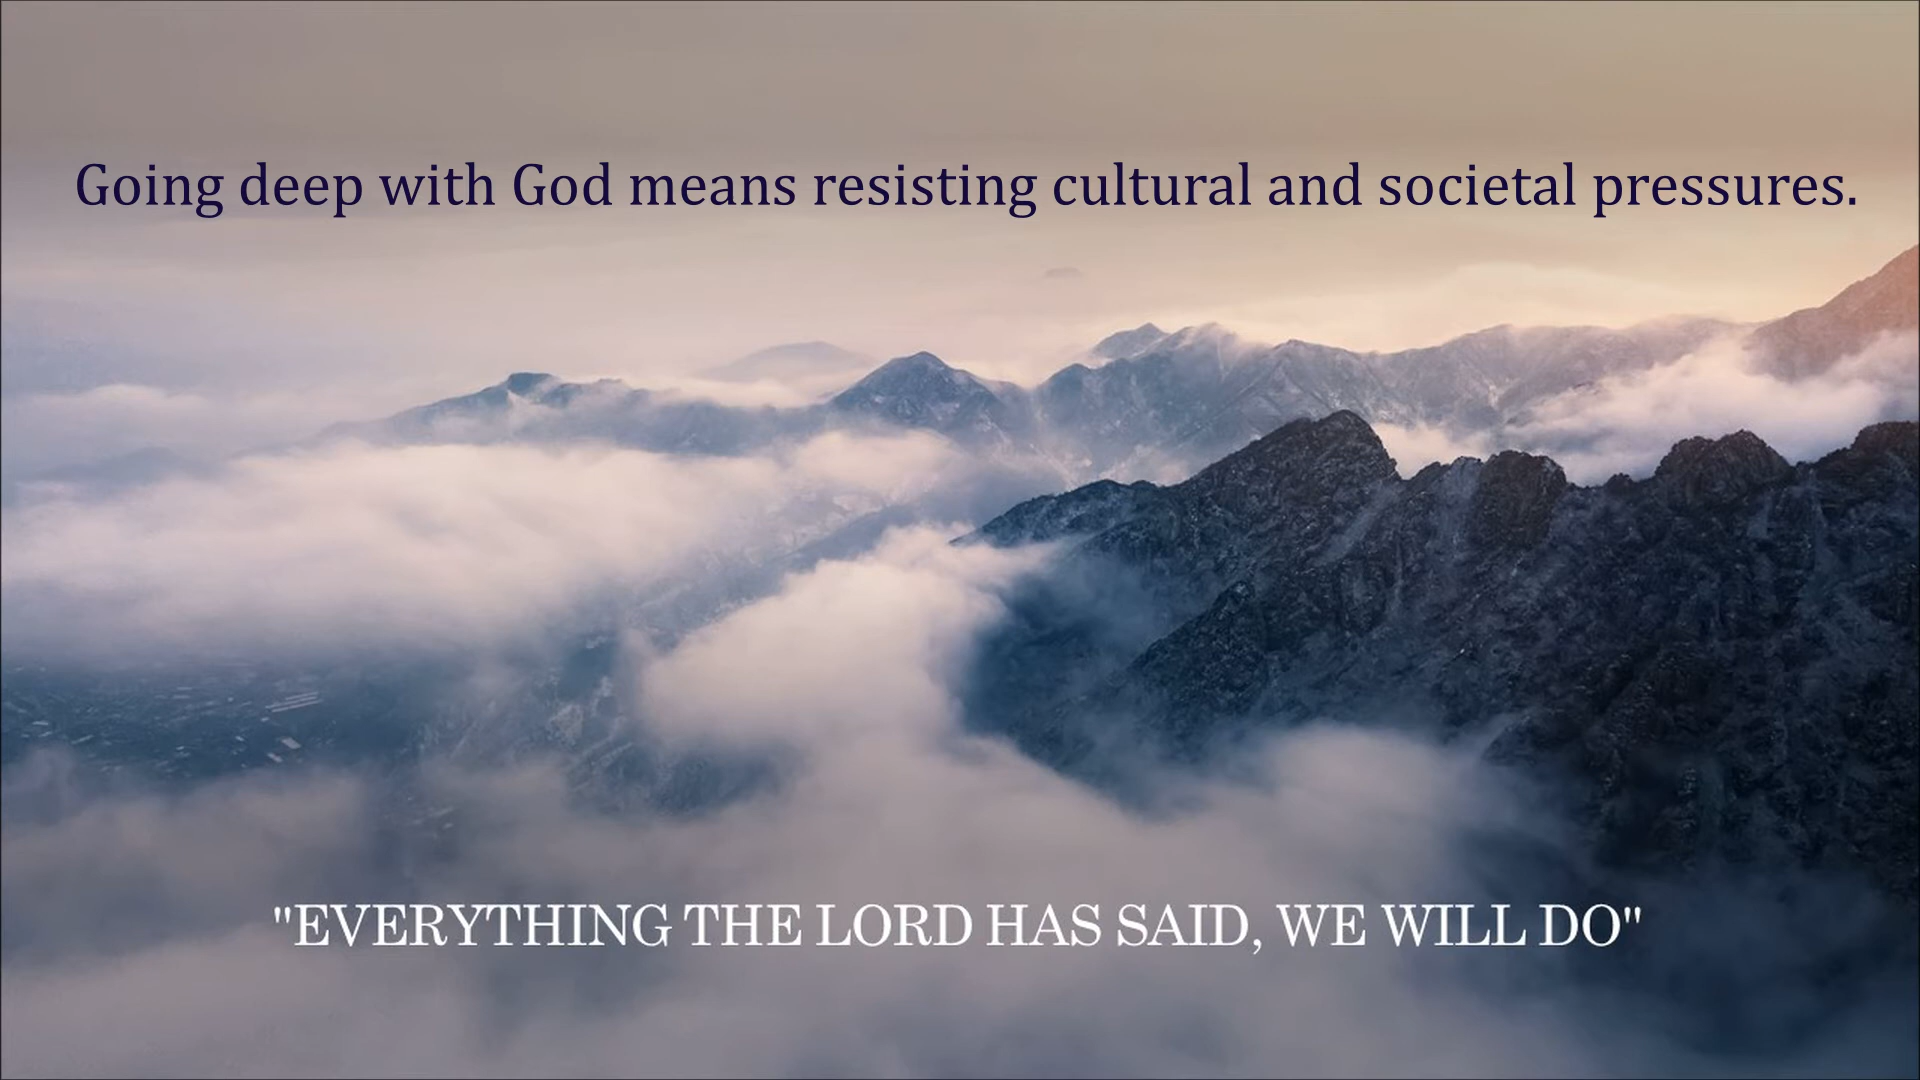 Going deep with God means resisting cultural and societal pressures.
"EVERYTHING THE LORD HAS SAID, WE WILL DO"